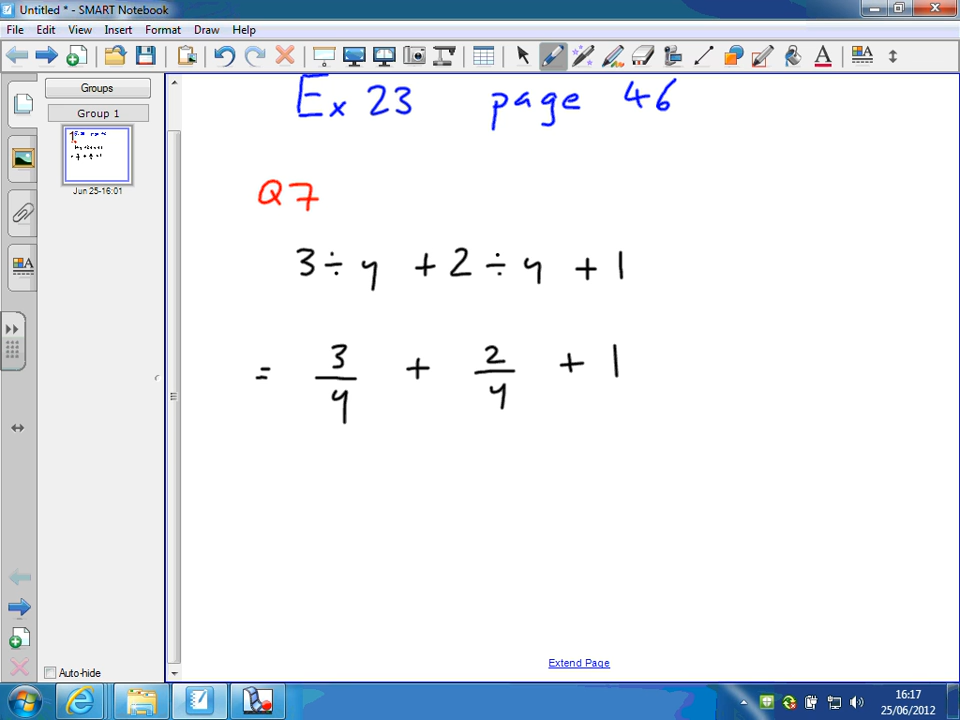 Untitled * - SMART Notebook
File Edit View Insert Format Draw Help
Groups
Group 1
Jun 25-16:01
Ex 23 page 46
Q7
3 ÷ y + 2 ÷ y + 1
= 3/y + 2/y + 1
Extend Page
Auto-hide
16:17
25/06/2012